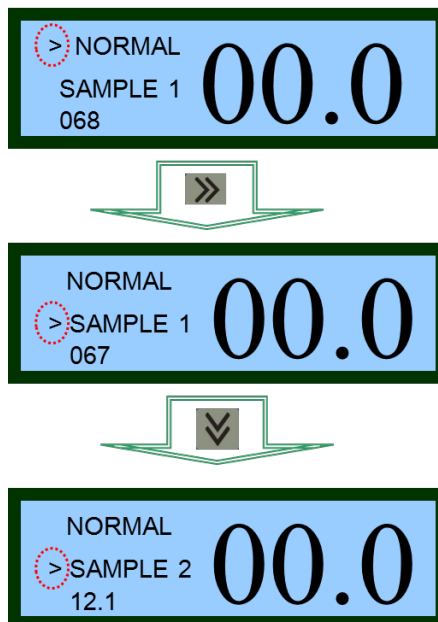 > NORMAL
SAMPLE 1
068
00.0
NORMAL
> SAMPLE 1
067
00.0
NORMAL
> SAMPLE 2
12.1
00.0